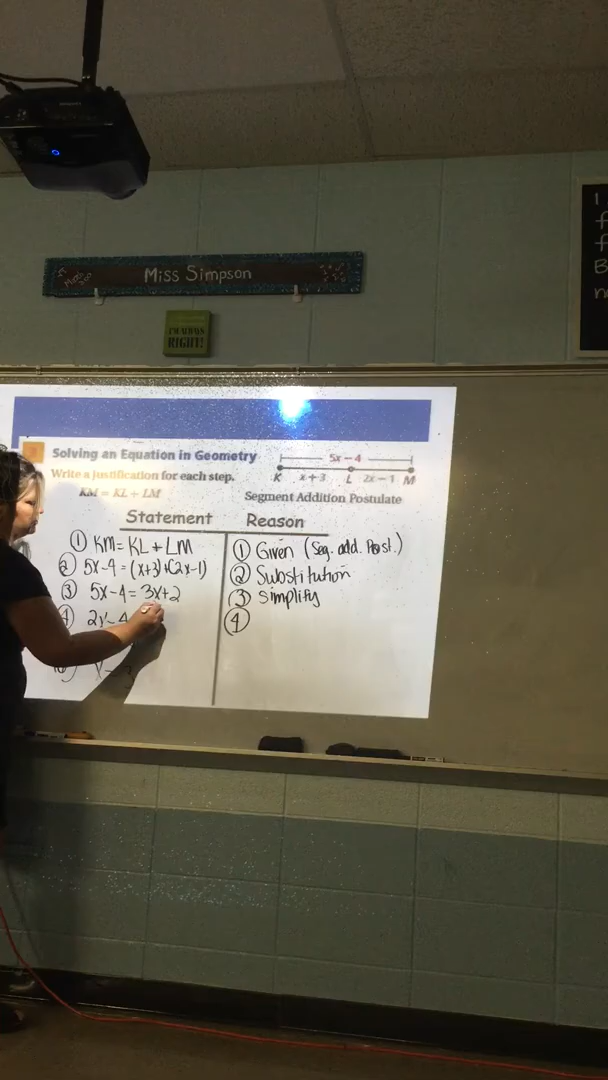 Miss Simpson
I'M ALWAYS
RIGHT!
Solving an Equation in Geometry
Write a justification for each step.
KM = KL + LM
5x − 4
K x + 3 L 2x − 1 M
Segment Addition Postulate
Statement Reason
① KM = KL + LM
② 5x-4 = (x+3)+(2x-1)
③ 5x-4 = 3x+2
④ 2x-4
① Given (Seg. add. Post.)
② Substitution
③ Simplify
④